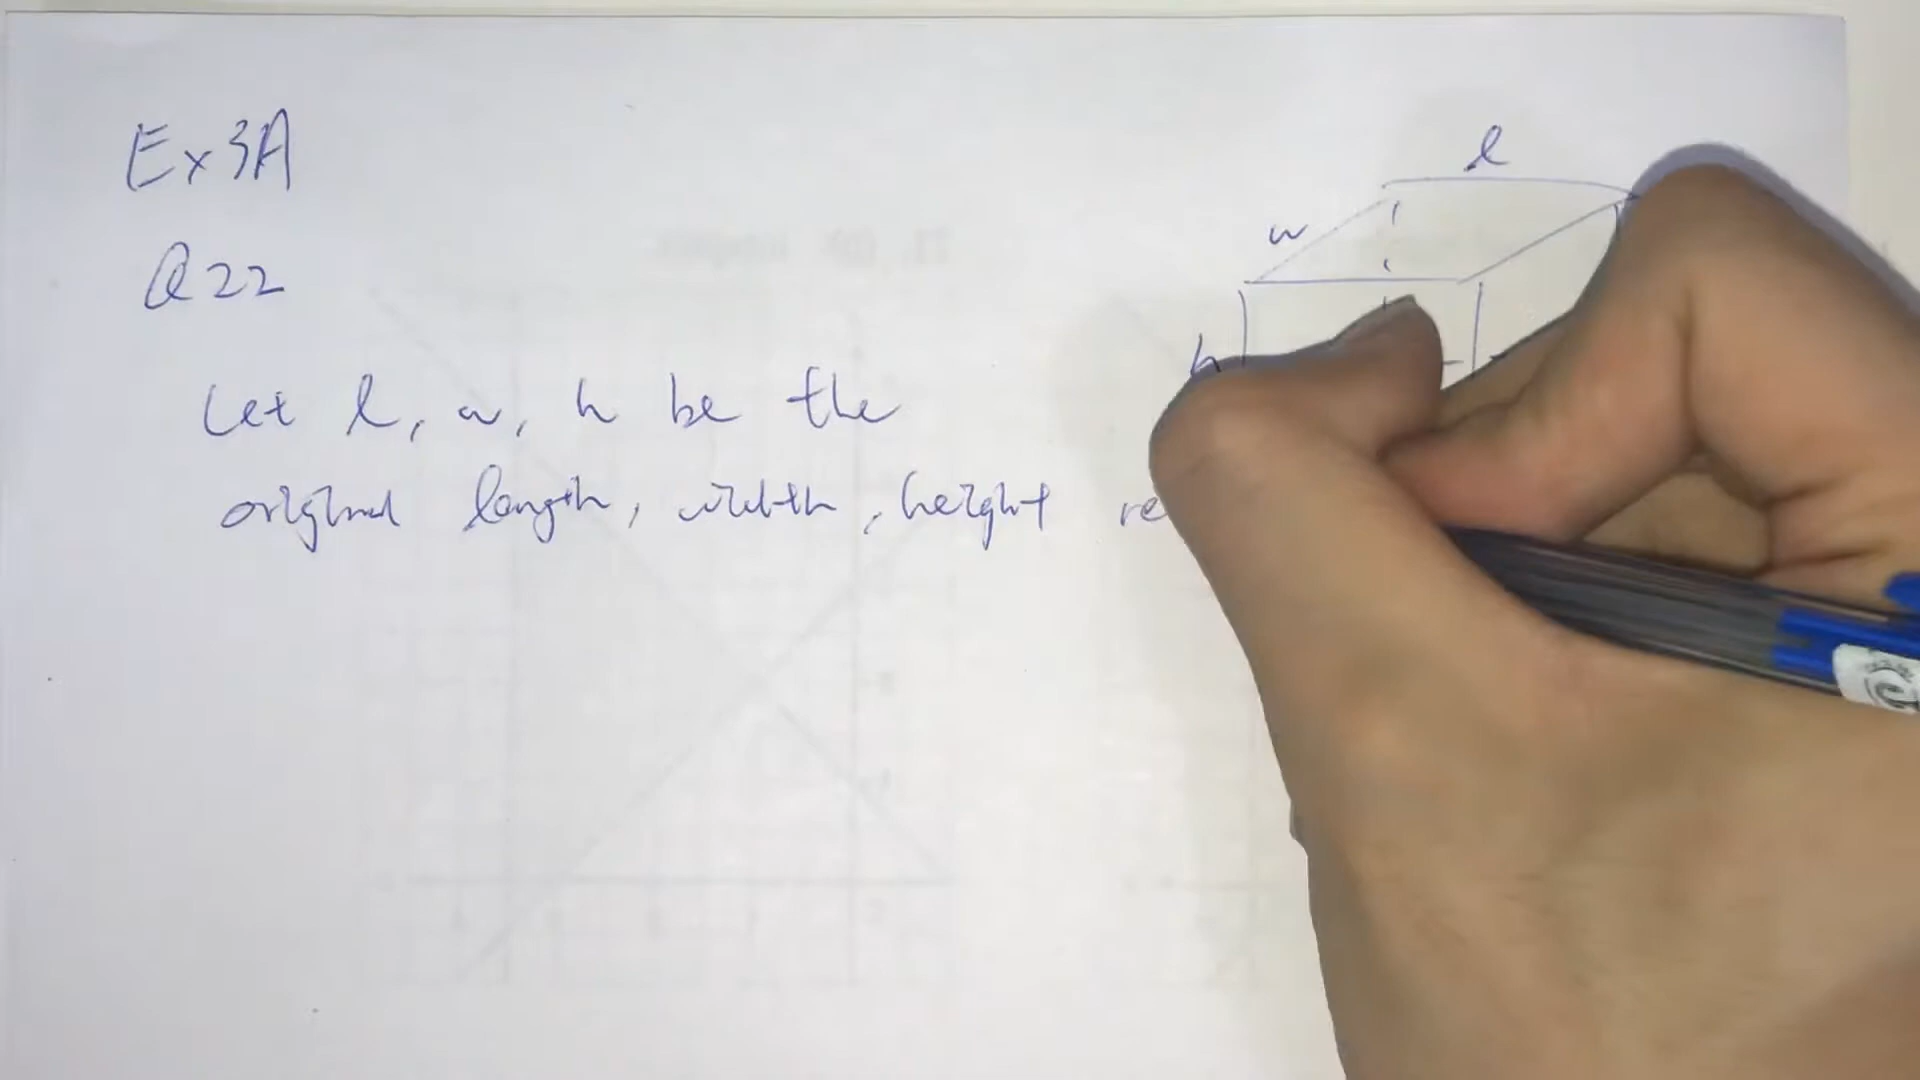 Ex 3A
Q22
l
w
h
Let l, w, h be the
original length, width, height re